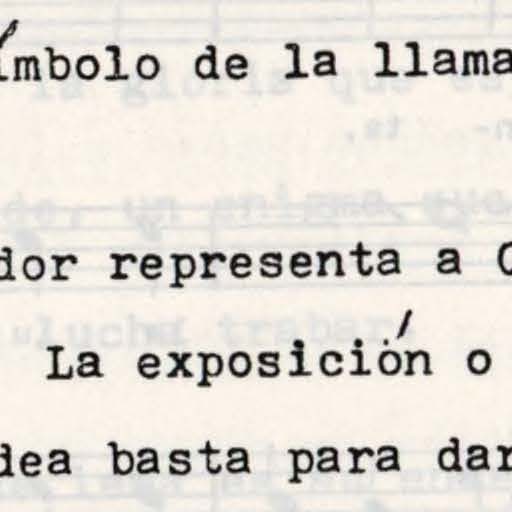 ímbolo de la llama
dor representa a
La exposición o
dea basta para dar